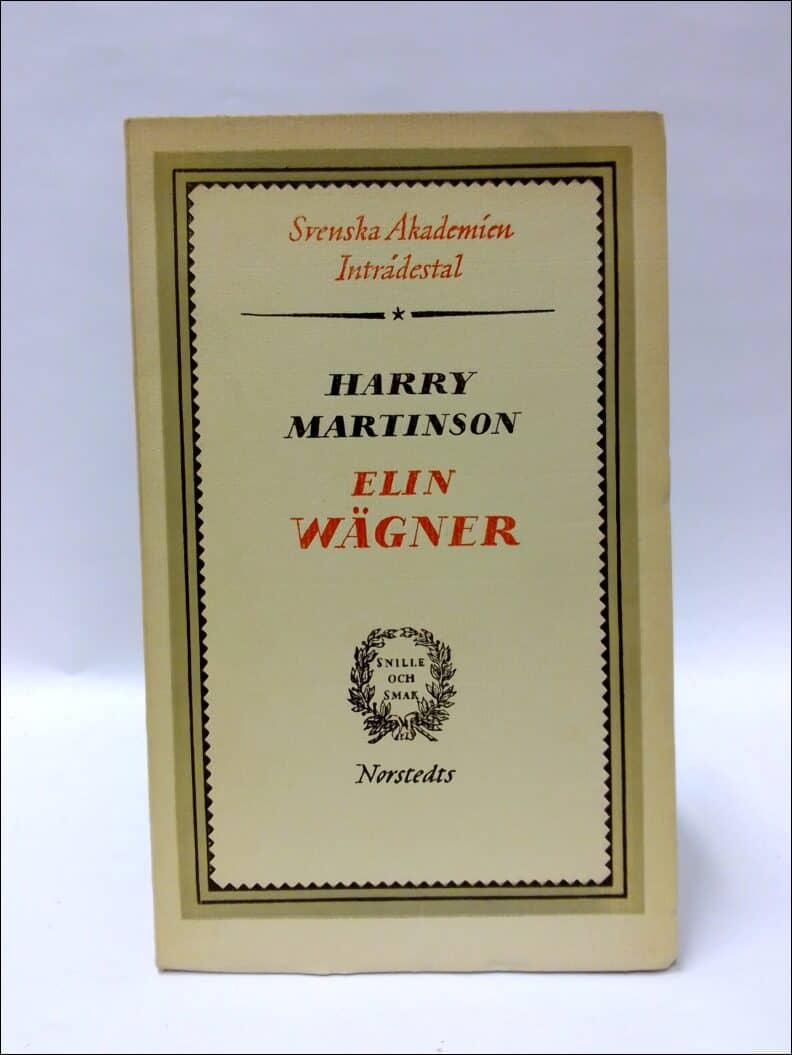 Svenska Akademien
Inträdestal
HARRY
MARTINSON
ELIN
WÄGNER
SNILLE
OCH
SMAK
Norstedts